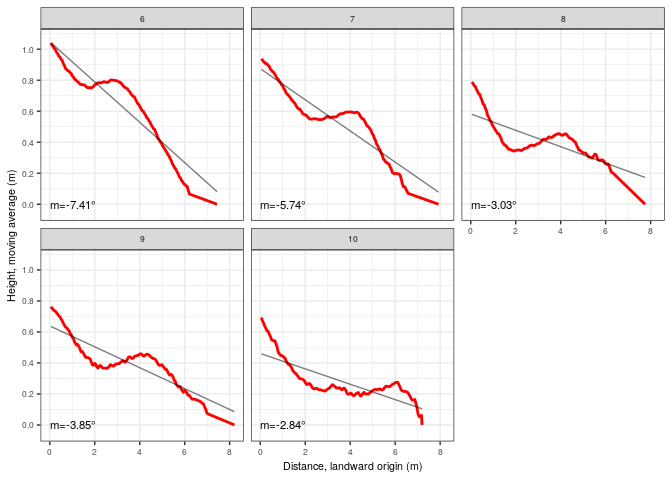 6
7
8
1.0
0.8
0.6
0.4
0.2
0.0
m=-7.41°
m=-5.74°
m=-3.03°
0 2 4 6 8
9
10
1.0
0.8
0.6
0.4
0.2
0.0
m=-3.85°
m=-2.84°
0 2 4 6 8
0 2 4 6 8
Height, moving average (m)
Distance, landward origin (m)